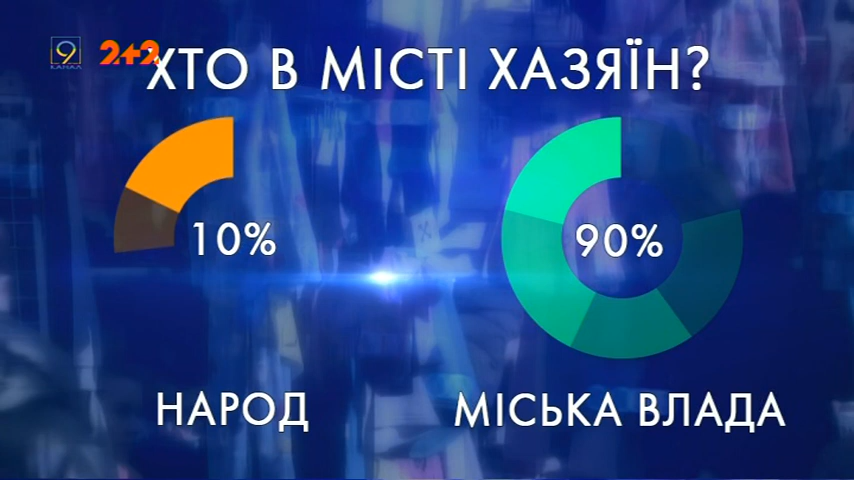 9
КАНАЛ
2+2
ХТО В МІСТІ ХАЗЯЇН?
10%
90%
НАРОД
МІСЬКА ВЛАДА